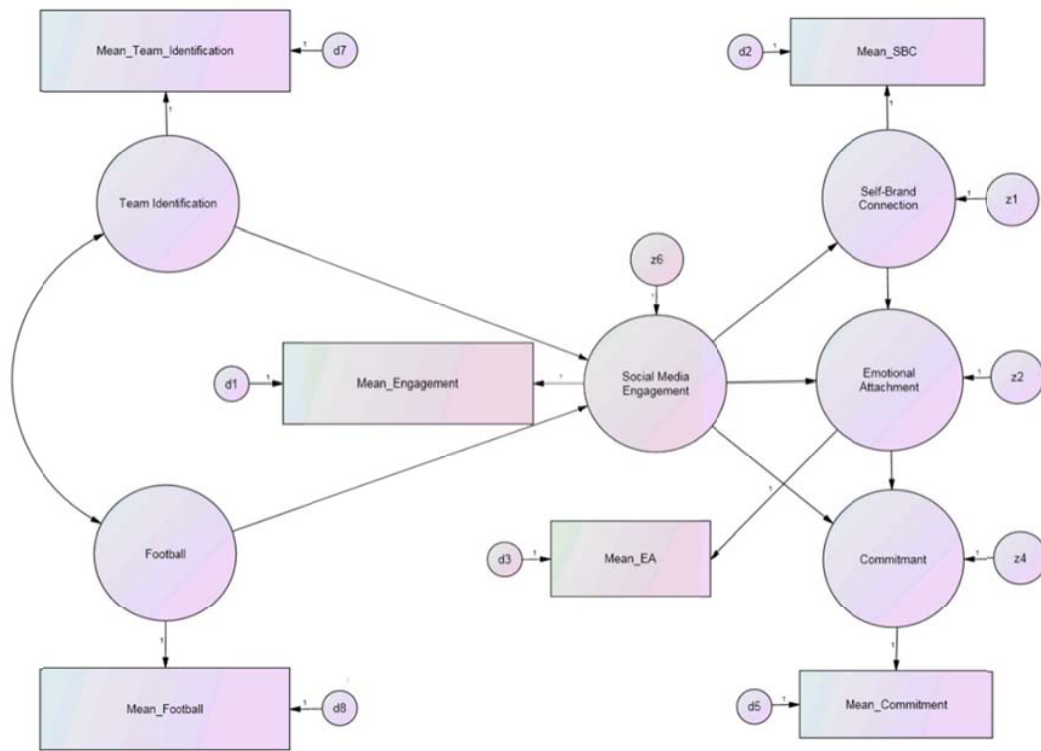 Mean_Team_Identification
1
d7
d2
1
Mean_SBC
1
1
Team Identification
Self-Brand
Connection
1
z1
z6
1
d1
1
Mean_Engagement
1
Social Media
Engagement
Emotional
Attachment
1
z2
1
Football
d3
1
Mean_EA
Commitmant
1
z4
1
1
Mean_Football
1
d8
d5
1
Mean_Commitment